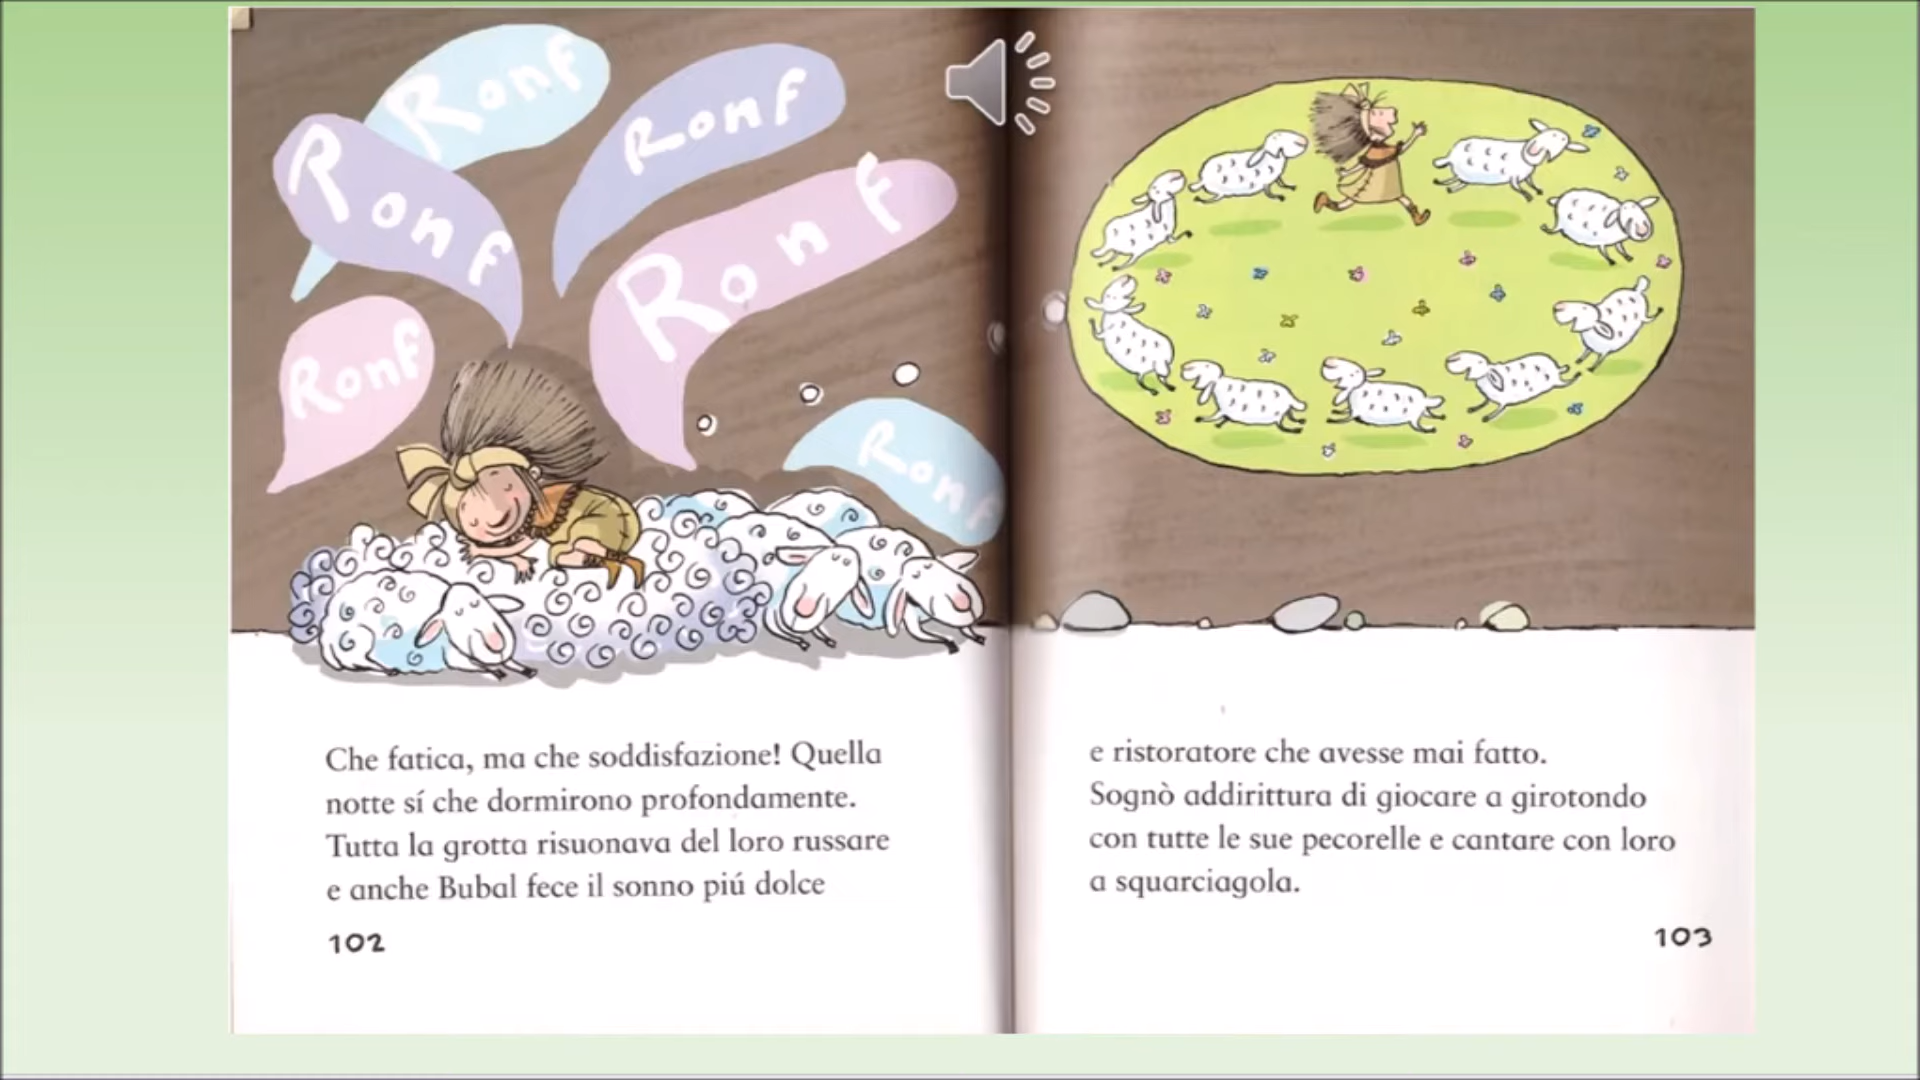 Ronf
Ronf
Ronf
Ronf
Ronf
Ronf
Che fatica, ma che soddisfazione! Quella
notte sí che dormirono profondamente.
Tutta la grotta risuonava del loro russare
e anche Bubal fece il sonno piú dolce
102
e ristoratore che avesse mai fatto.
Sognò addirittura di giocare a girotondo
con tutte le sue pecorelle e cantare con loro
a squarciagola.
103